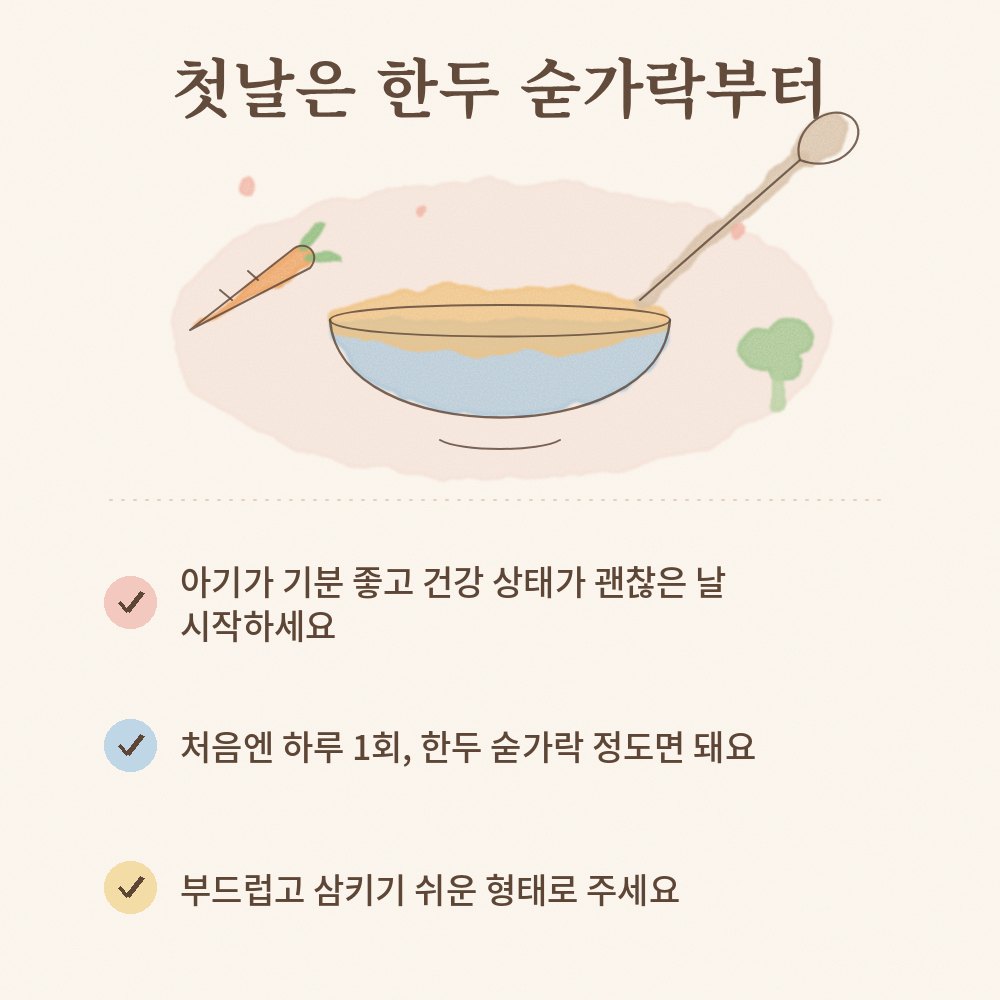 첫날은 한두 숟가락부터
아기가 기분 좋고 건강 상태가 괜찮은 날
시작하세요
처음엔 하루 1회, 한두 숟가락 정도면 돼요
부드럽고 삼키기 쉬운 형태로 주세요